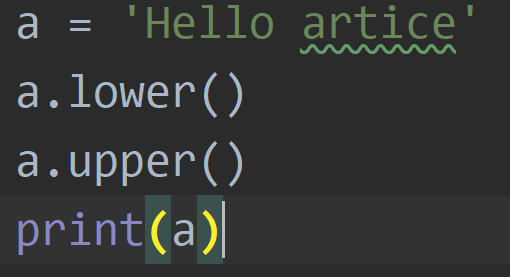 a = 'Hello artice'
a.lower()
a.upper()
print(a)